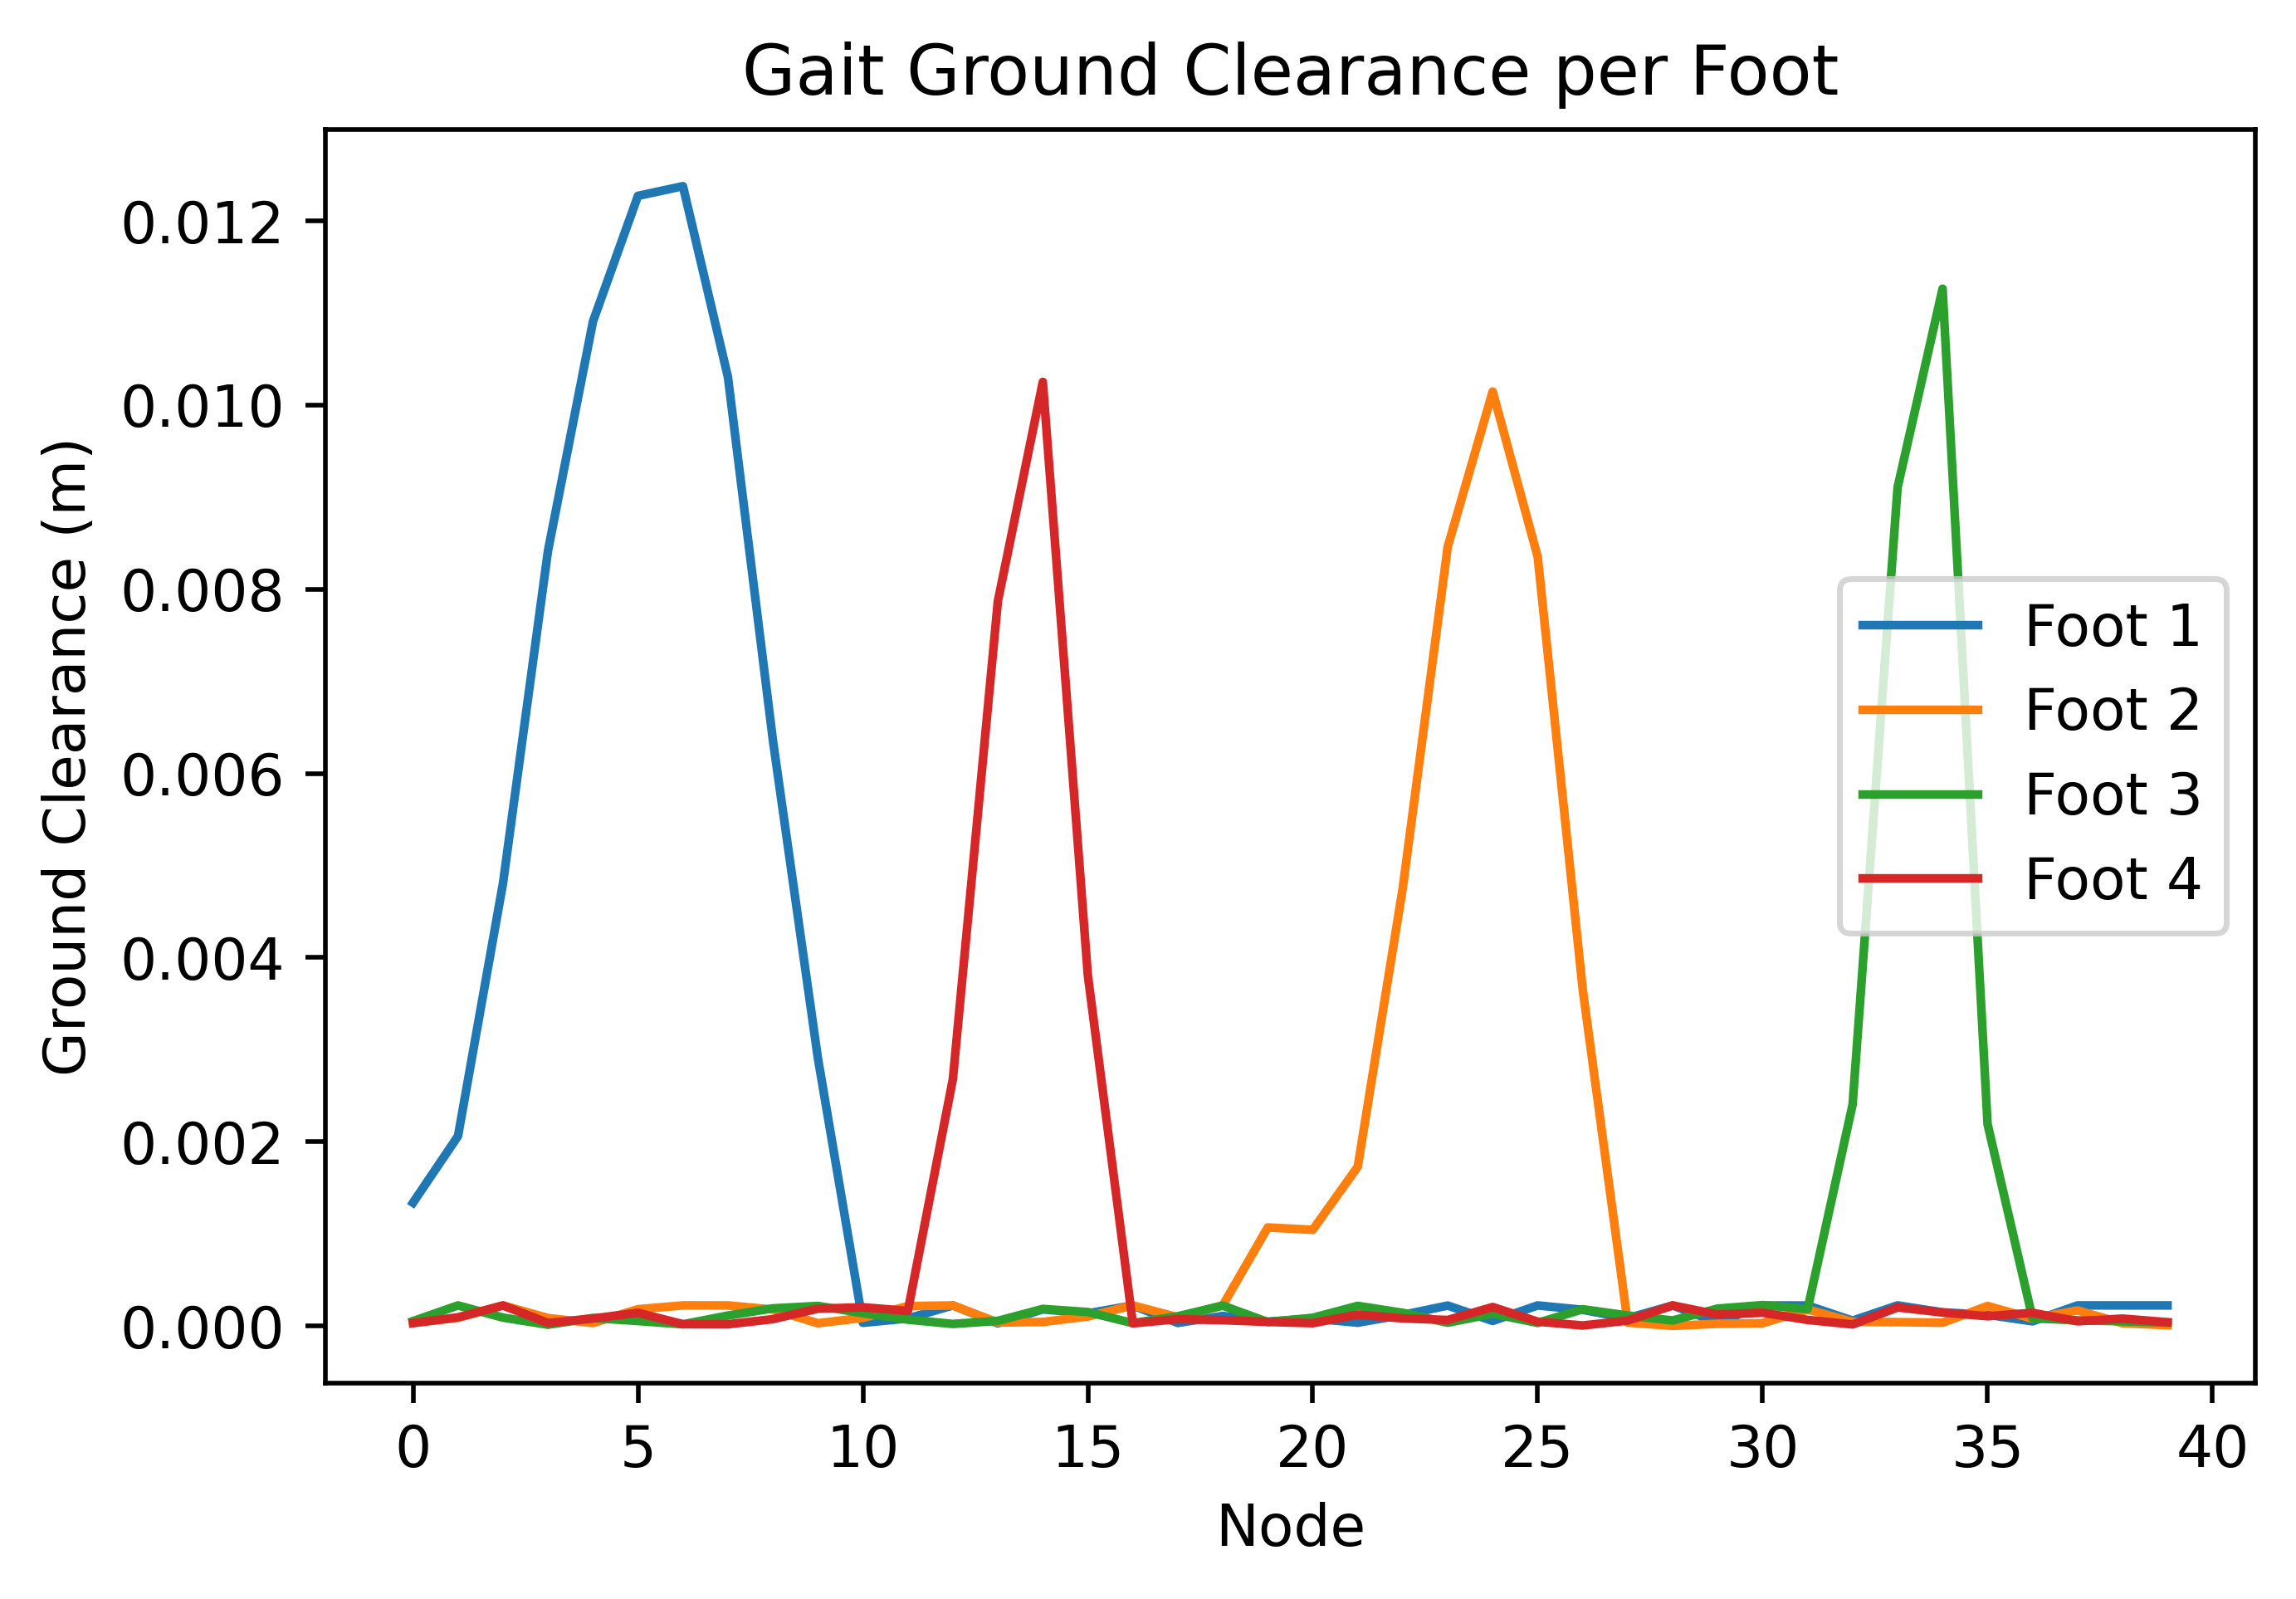 Gait Ground Clearance per Foot
Ground Clearance (m)
0.012
0.010
0.008
0.006
0.004
0.002
0.000
Foot 1
Foot 2
Foot 3
Foot 4
0 5 10 15 20 25 30 35 40
Node